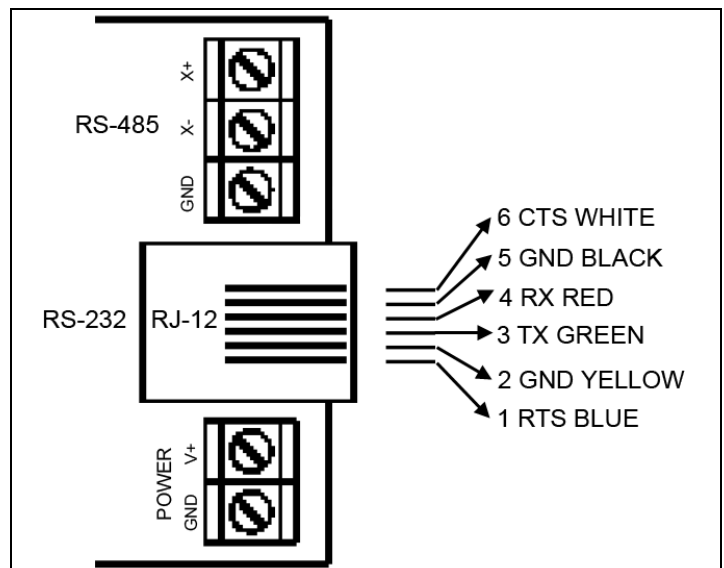 X+
RS-485
X-
GND
6 CTS WHITE
5 GND BLACK
4 RX RED
RS-232
RJ-12
3 TX GREEN
2 GND YELLOW
1 RTS BLUE
POWER
V+
GND